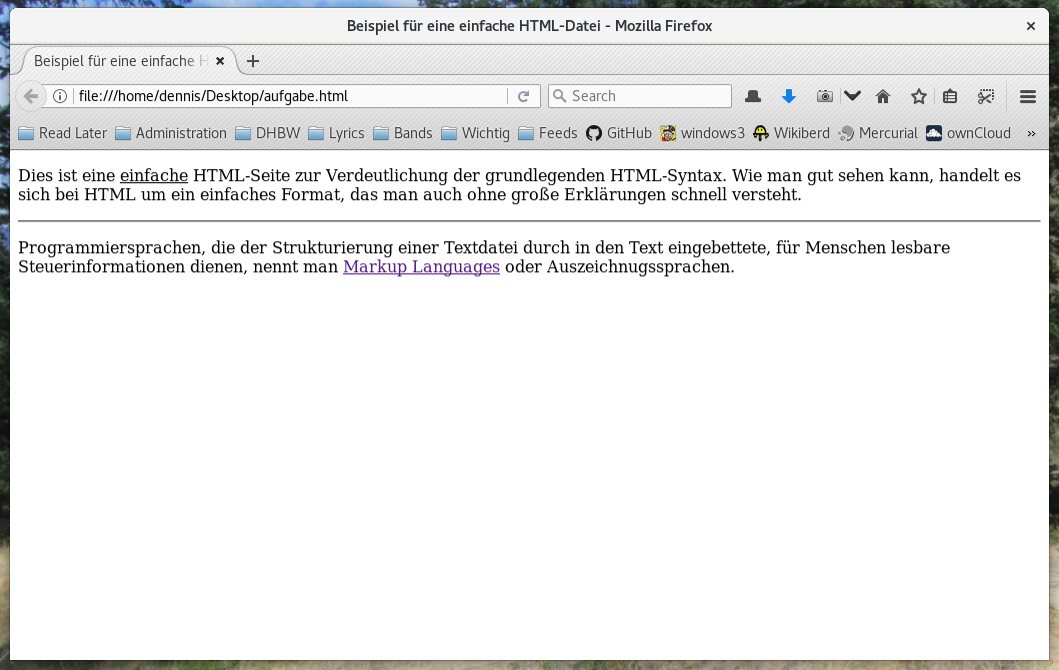 Beispiel für eine einfache HTML-Datei - Mozilla Firefox
Beispiel für eine einfache H
file:///home/dennis/Desktop/aufgabe.html
Search
Read Later Administration DHBW Lyrics Bands Wichtig Feeds GitHub windows3 Wikiberd Mercurial ownCloud »
Dies ist eine einfache HTML-Seite zur Verdeutlichung der grundlegenden HTML-Syntax. Wie man gut sehen kann, handelt es
sich bei HTML um ein einfaches Format, das man auch ohne große Erklärungen schnell versteht.
Programmiersprachen, die der Strukturierung einer Textdatei durch in den Text eingebettete, für Menschen lesbare
Steuerinformationen dienen, nennt man Markup Languages oder Auszeichnugssprachen.